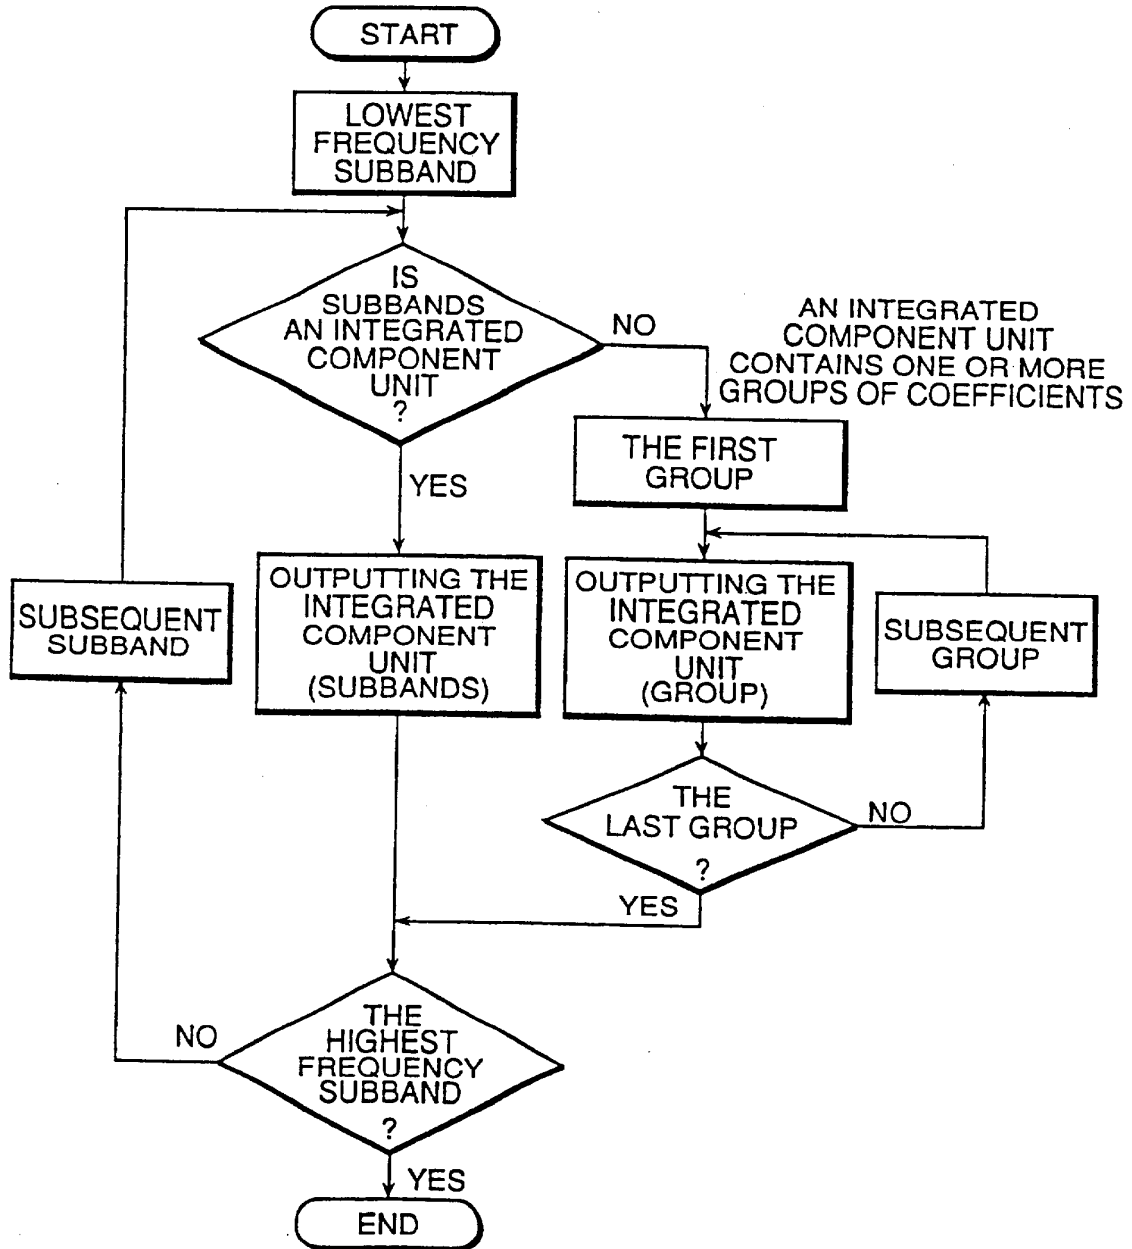 START
LOWEST
FREQUENCY
SUBBAND
IS
SUBBANDS
AN INTEGRATED
COMPONENT
UNIT
?
NO
AN INTEGRATED
COMPONENT UNIT
CONTAINS ONE OR MORE
GROUPS OF COEFFICIENTS
THE FIRST
GROUP
YES
OUTPUTTING THE
INTEGRATED
COMPONENT
UNIT
(SUBBANDS)
OUTPUTTING THE
INTEGRATED
COMPONENT
UNIT
(GROUP)
SUBSEQUENT
SUBBAND
SUBSEQUENT
GROUP
THE
LAST GROUP
?
NO
YES
THE
HIGHEST
FREQUENCY
SUBBAND
?
NO
YES
END